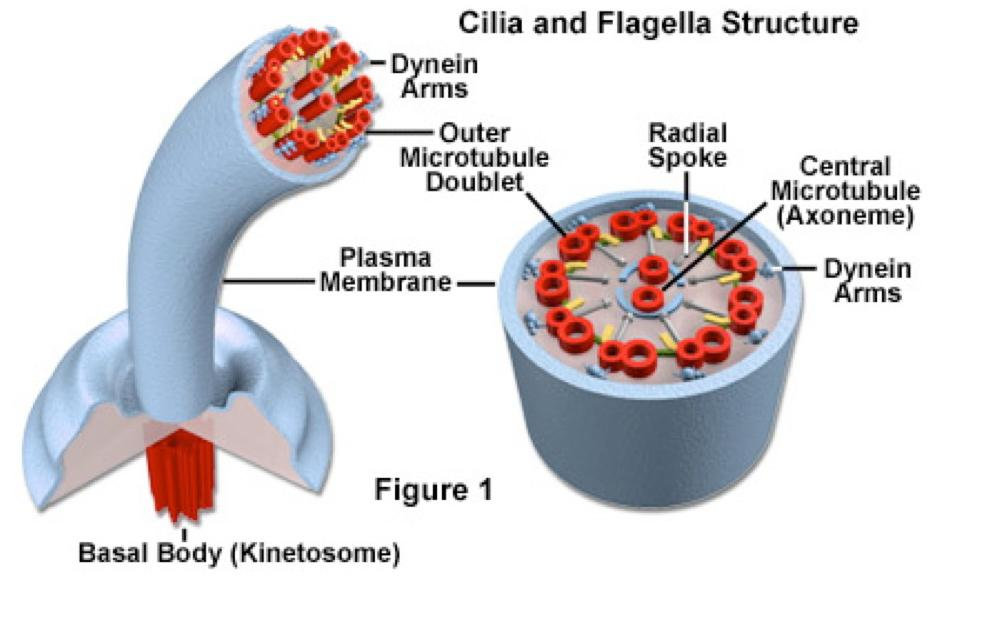 Cilia and Flagella Structure
Dynein
Arms
Outer
Microtubule
Doublet
Radial
Spoke
Central
Microtubule
(Axoneme)
Plasma
Membrane
Dynein
Arms
Figure 1
Basal Body (Kinetosome)